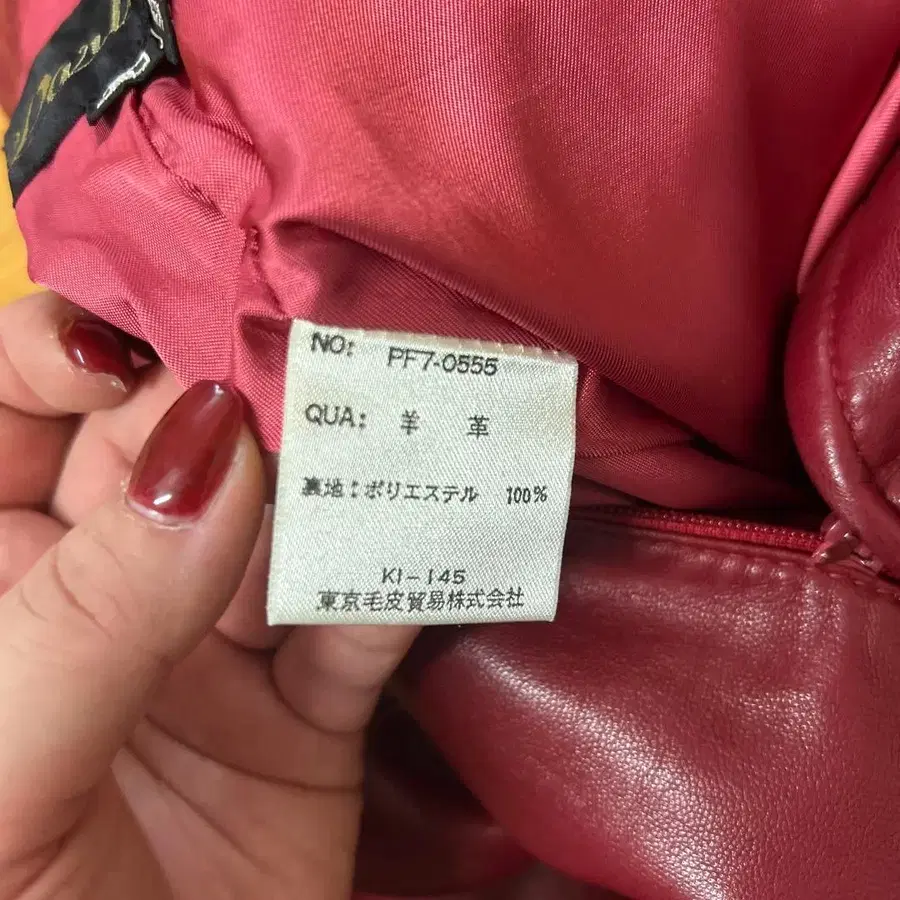 NO: PF7-0555
QUA: 羊 革
裏地:ポリエステル 100%
KI-145
東京毛皮貿易株式会社